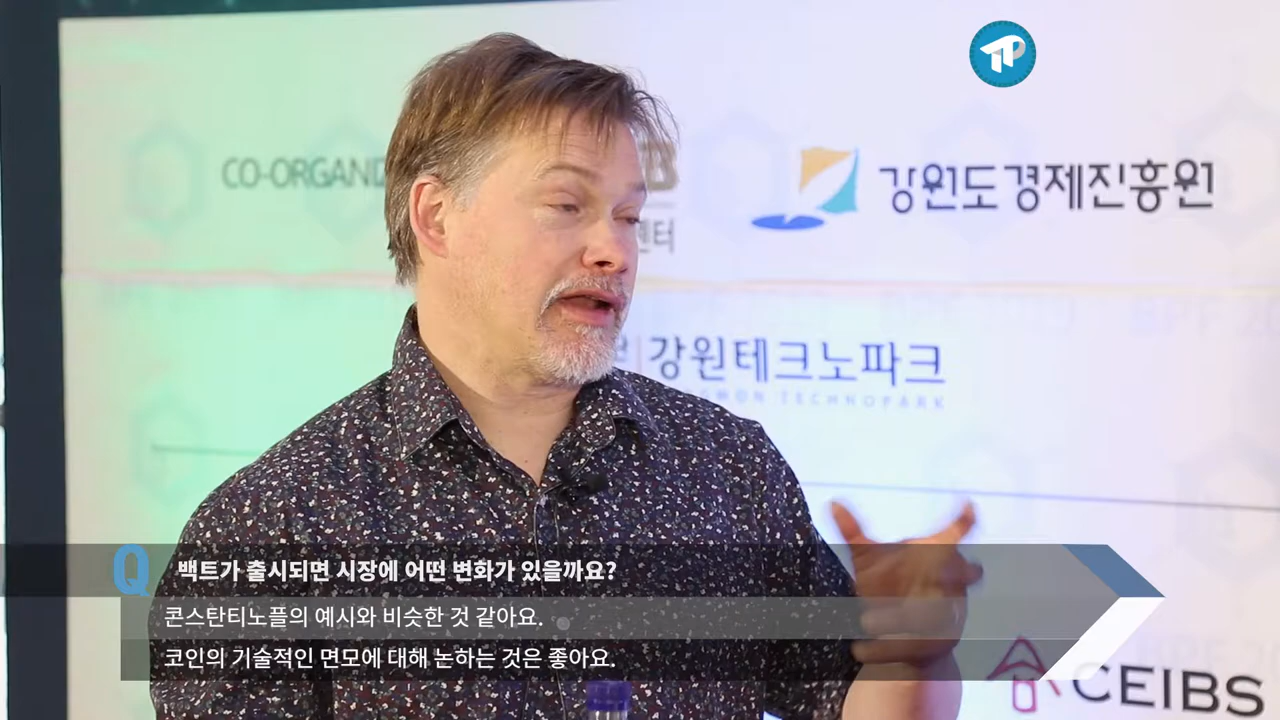 TP
CO-ORGAN
B
센터
강원도경제진흥원
강원테크노파크
TECHNOPARK
CEIBS
Q 백트가 출시되면 시장에 어떤 변화가 있을까요?
콘스탄티노플의 예시와 비슷한 것 같아요.
코인의 기술적인 면모에 대해 논하는 것은 좋아요.